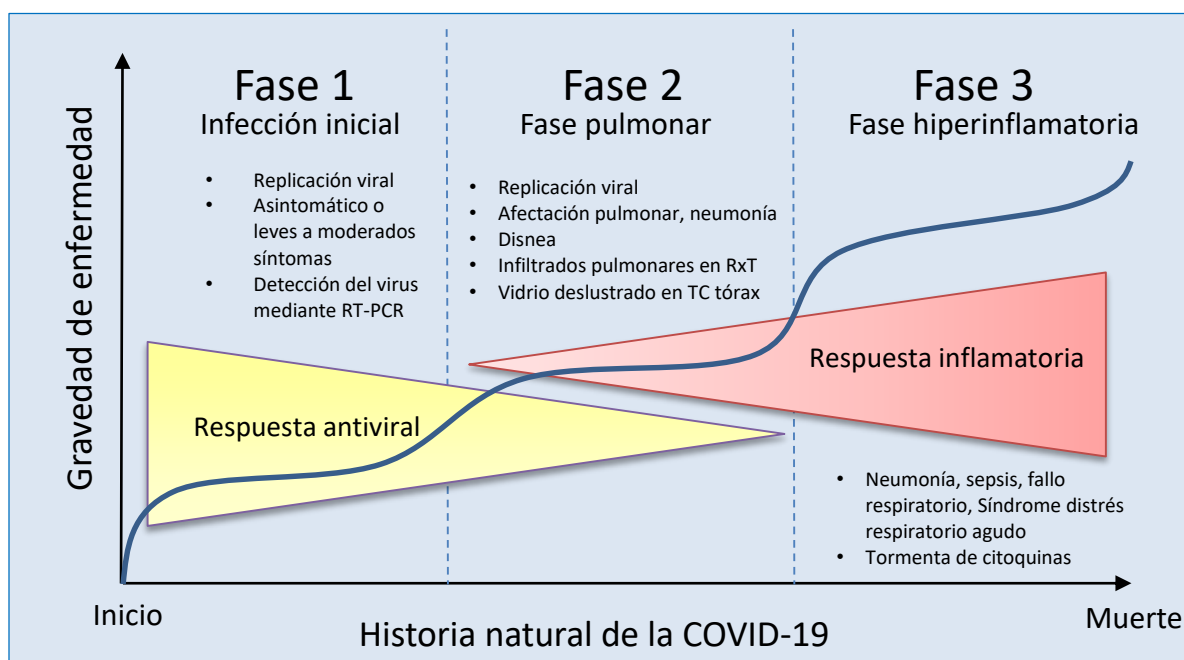 Gravedad de enfermedad
Fase 1
Infección inicial
• Replicación viral
• Asintomático o
leves a moderados
síntomas
• Detección del virus
mediante RT-PCR
Fase 2
Fase pulmonar
• Replicación viral
• Afectación pulmonar, neumonía
• Disnea
• Infiltrados pulmonares en RxT
• Vidrio deslustrado en TC tórax
Fase 3
Fase hiperinflamatoria
Respuesta antiviral
Respuesta inflamatoria
• Neumonía, sepsis, fallo
respiratorio, Síndrome distrés
respiratorio agudo
• Tormenta de citoquinas
Inicio
Muerte
Historia natural de la COVID-19